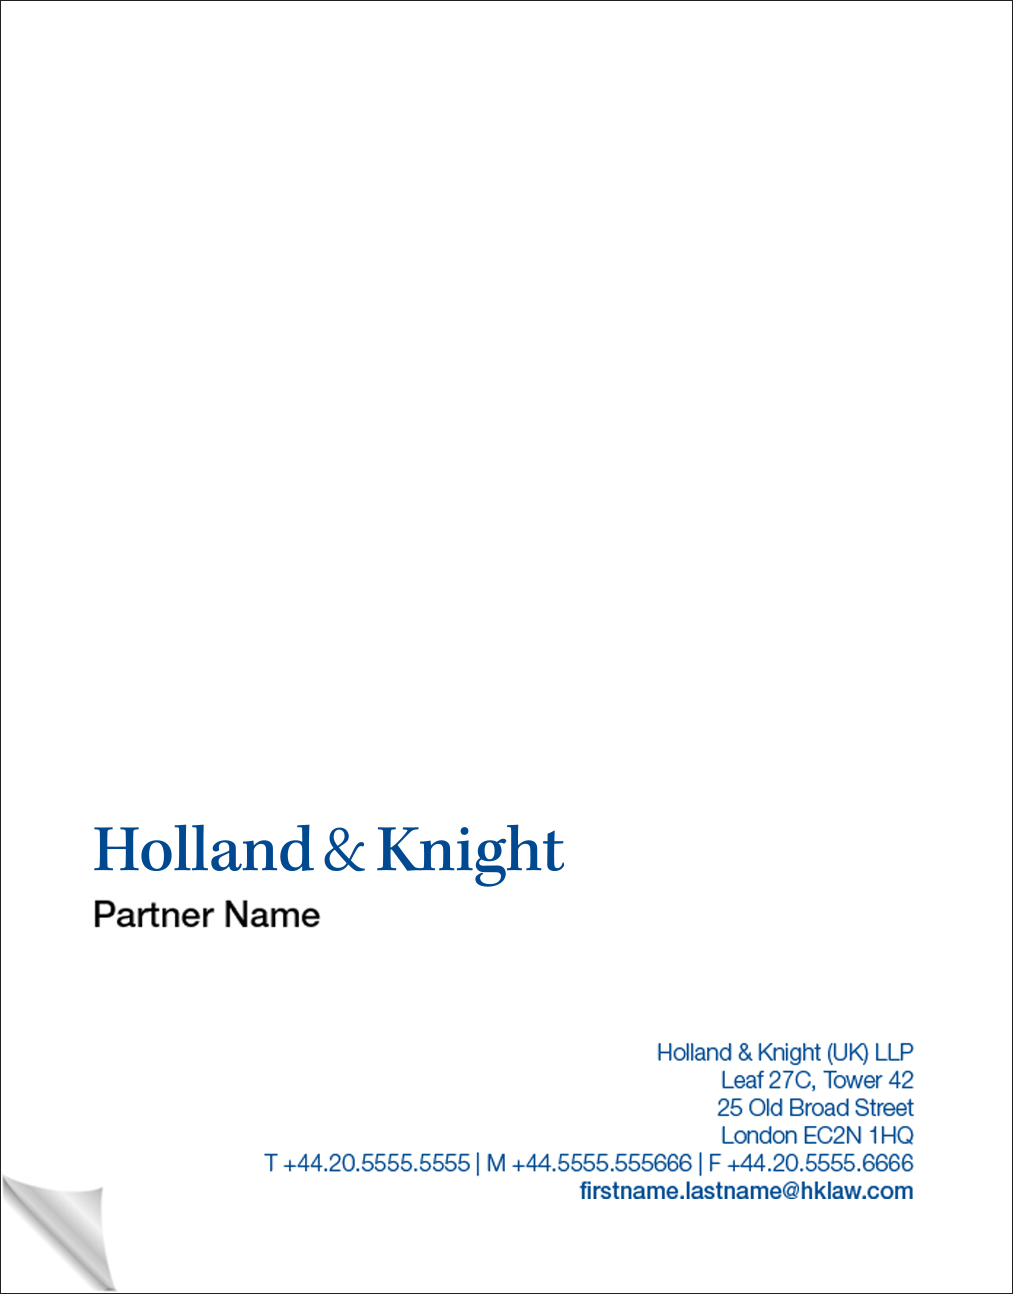 Holland & Knight
Partner Name
Holland & Knight (UK) LLP
Leaf 27C, Tower 42
25 Old Broad Street
London EC2N 1HQ
T +44.20.5555.5555 | M +44.5555.555666 | F +44.20.5555.6666
firstname.lastname@hklaw.com